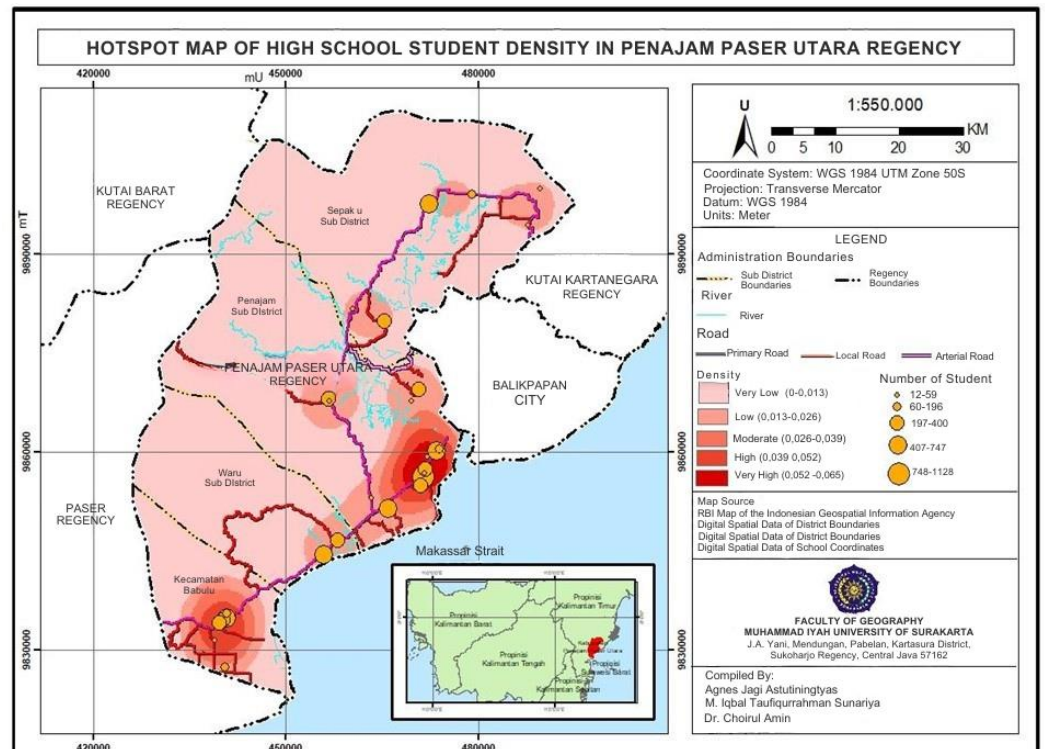 HOTSPOT MAP OF HIGH SCHOOL STUDENT DENSITY IN PENAJAM PASER UTARA REGENCY
420000
mU
450000
480000
KUTAI BARAT
REGENCY
Sepak u
Sub District
mT
9890000
9890000
KUTAI KARTANEGARA
REGENCY
Penajam
Sub DIstrict
PENAJAM PASER UTARA
REGENCY
BALIKPAPAN
CITY
9860000
9860000
Waru
Sub DIstrict
PASER
REGENCY
Makassar Strait
Kecamatan
Babulu
9830000
9830000
420000
450000
480000
Propinsi
Kalimantan Timur
Propinsi
Kalimantan Barat
Propinsi
Kalimantan Tengah
Propinsi
U
1:550.000
KM
0 5 10 20 30
Coordinate System: WGS 1984 UTM Zone 50S
Projection: Transverse Mercator
Datum: WGS 1984
Units: Meter
LEGEND
Administration Boundaries
Sub District
Boundaries
Regency
Boundaries
River
River
Road
Primary Road
Local Road
Arterial Road
Density
Very Low (0-0,013)
Low (0,013-0,026)
Moderate (0,026-0,039)
High (0,039 0,052)
Very High (0,052 -0,065)
Number of Student
12-59
60-196
197-400
407-747
748-1128
Map Source
RBI Map of the Indonesian Geospatial Information Agency
Digital Spatial Data of District Boundaries
Digital Spatial Data of District Boundaries
Digital Spatial Data of School Coordinates
FACULTY OF GEOGRAPHY
MUHAMMAD IYAH UNIVERSITY OF SURAKARTA
J.A. Yani, Mendungan, Pabelan, Kartasura District,
Sukoharjo Regency, Central Java 57162
Compiled By:
Agnes Jagi Astutiningtyas
M. Iqbal Taufiqurrahman Sunariya
Dr. Choirul Amin